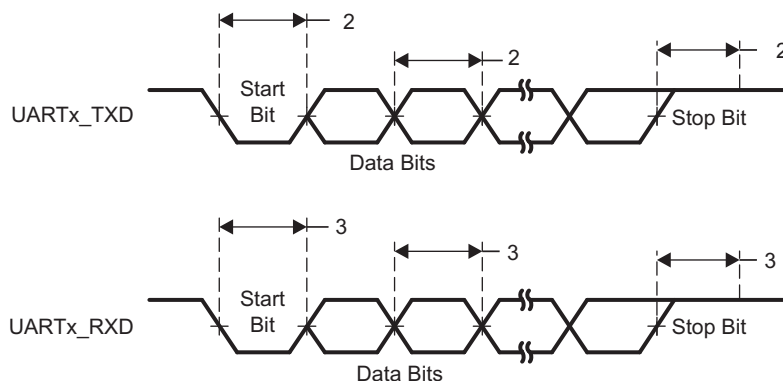 2
2
2
UARTx_TXD
Start
Bit
Stop Bit
Data Bits
3
3
3
UARTx_RXD
Start
Bit
Stop Bit
Data Bits